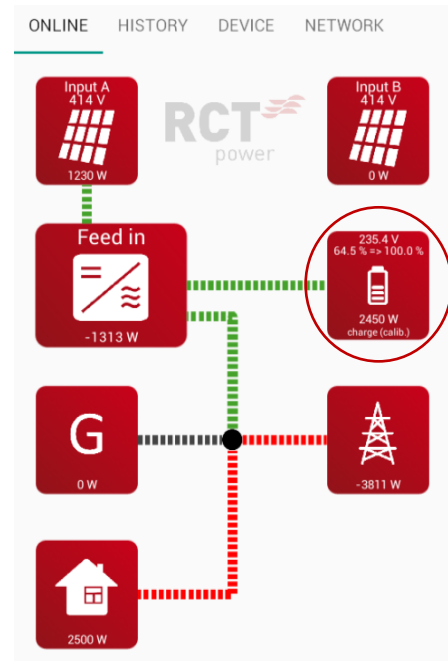 ONLINE HISTORY DEVICE NETWORK
Input A
414 V
1230 W
RCT
power
Input B
414 V
0 W
Feed in
-1313 W
235.4 V
64.5 % => 100.0 %
2450 W
charge (calib.)
G
0 W
-3811 W
2500 W